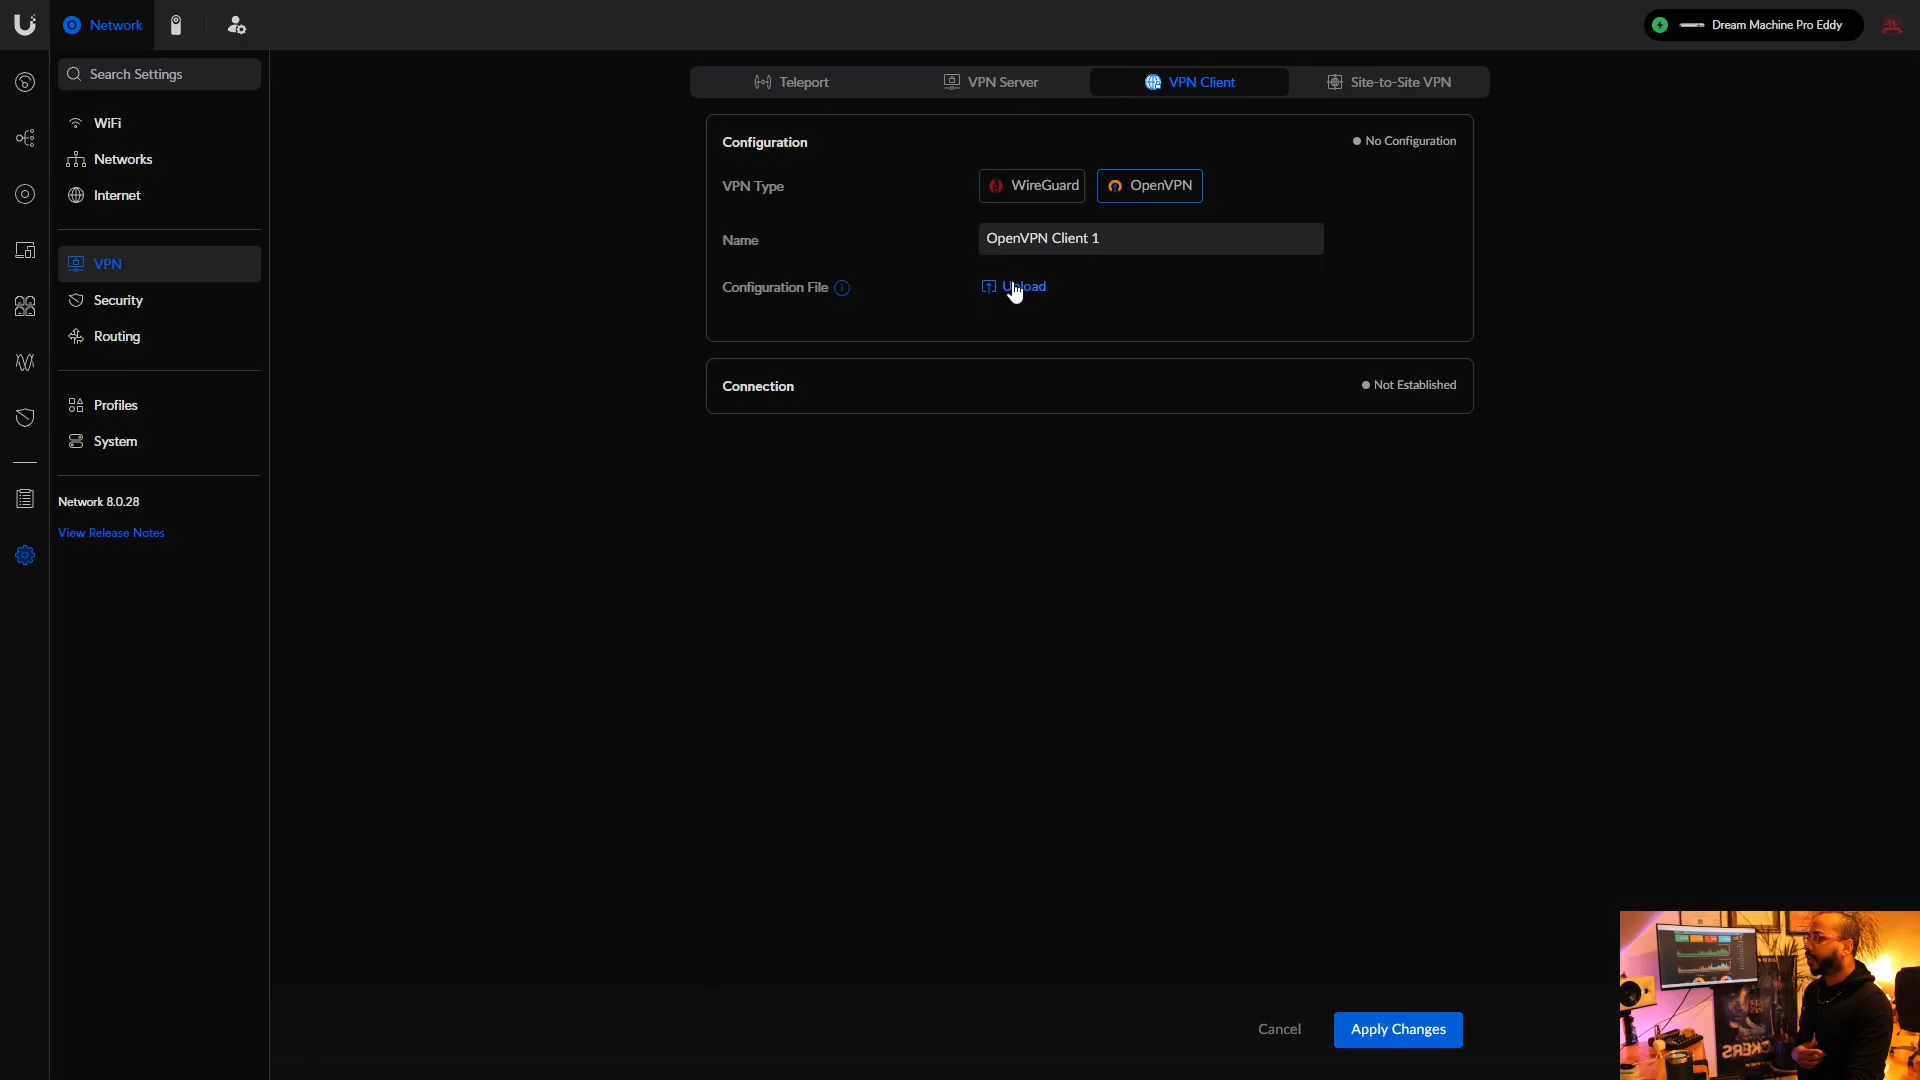 Network
Dream Machine Pro Eddy
Search Settings
WiFi
Networks
Internet
VPN
Security
Routing
Profiles
System
Network 8.0.28
View Release Notes
Teleport
VPN Server
VPN Client
Site-to-Site VPN
Configuration
No Configuration
VPN Type
WireGuard
OpenVPN
Name
OpenVPN Client 1
Configuration File
Upload
Connection
Not Established
Cancel
Apply Changes